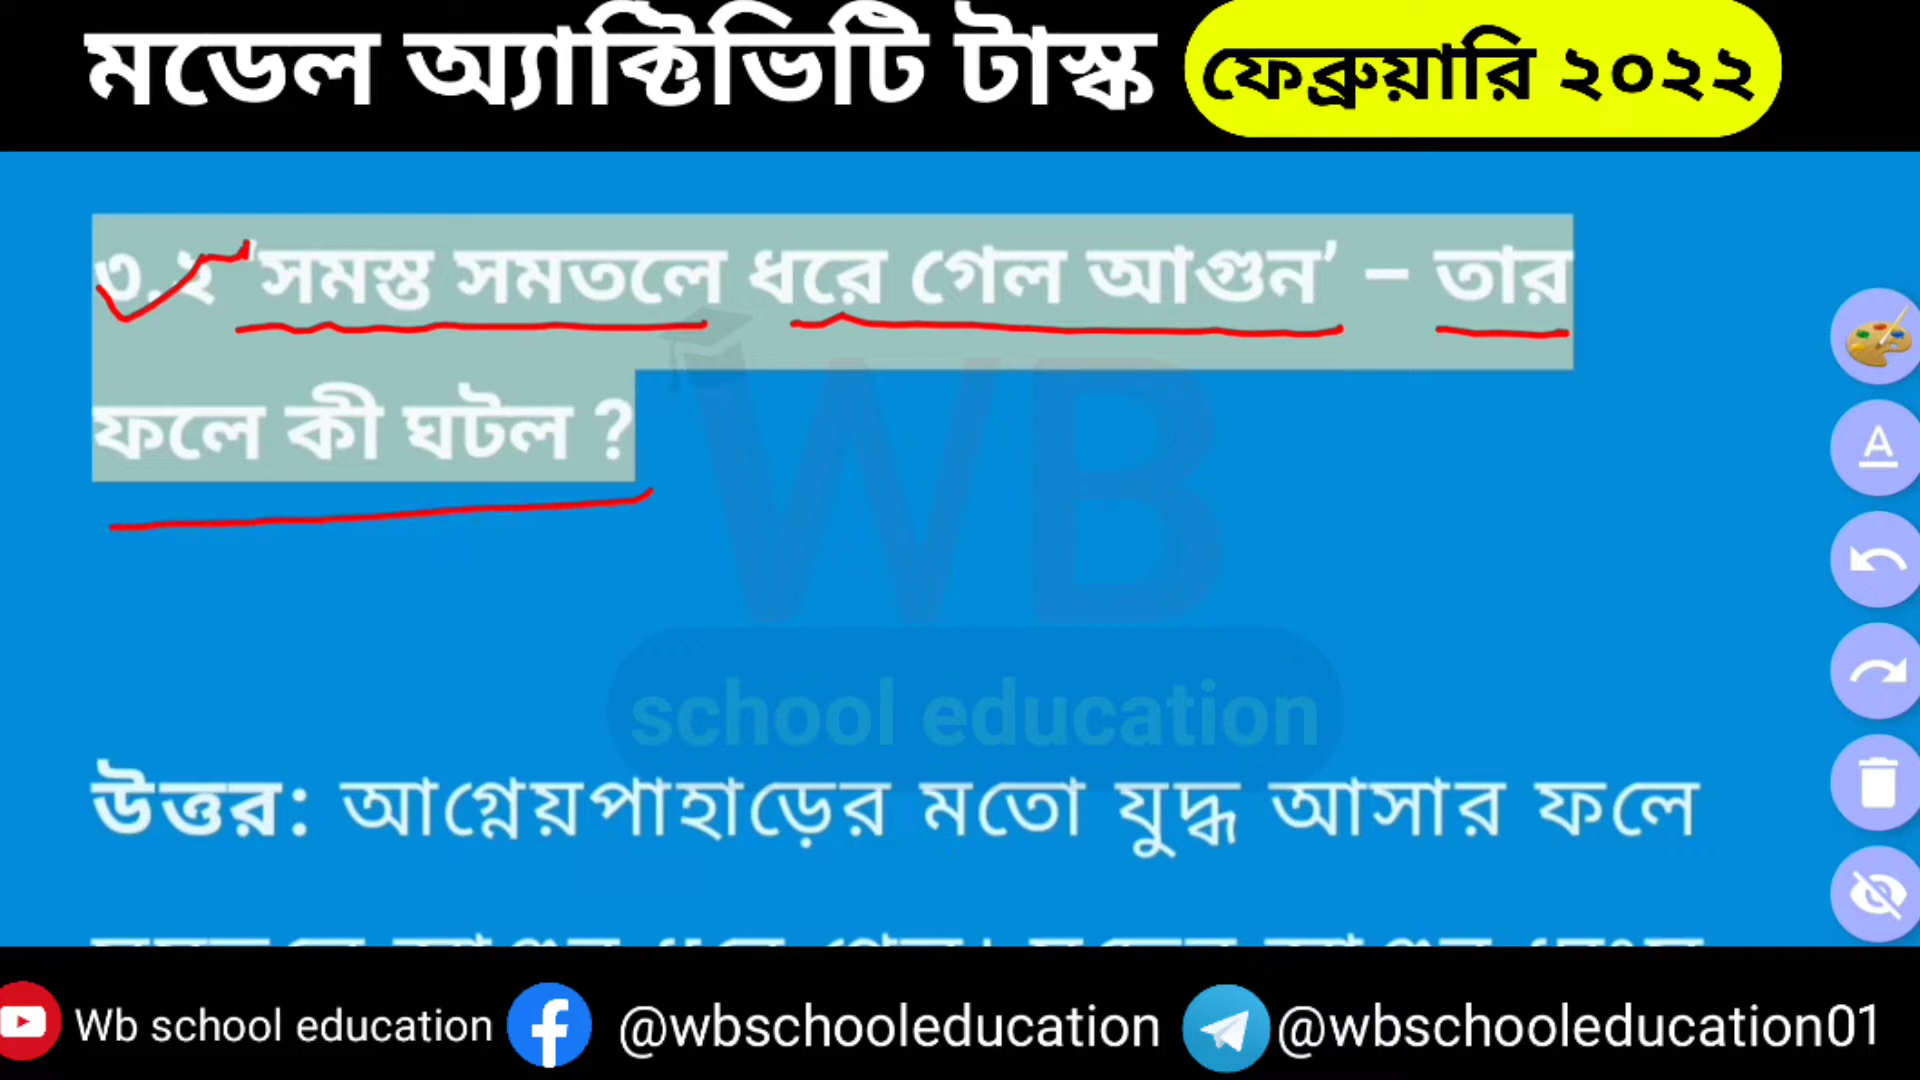 মডেল অ্যাক্টিভিটি টাস্ক ফেব্রুয়ারি ২০২২
৩.২ 'সমস্ত সমতলে ধরে গেল আগুন' – তার
ফলে কী ঘটল ?
WB
school education
উত্তর: আগ্নেয়পাহাড়ের মতো যুদ্ধ আসার ফলে
Wb school education @wbschooleducation @wbschooleducation01